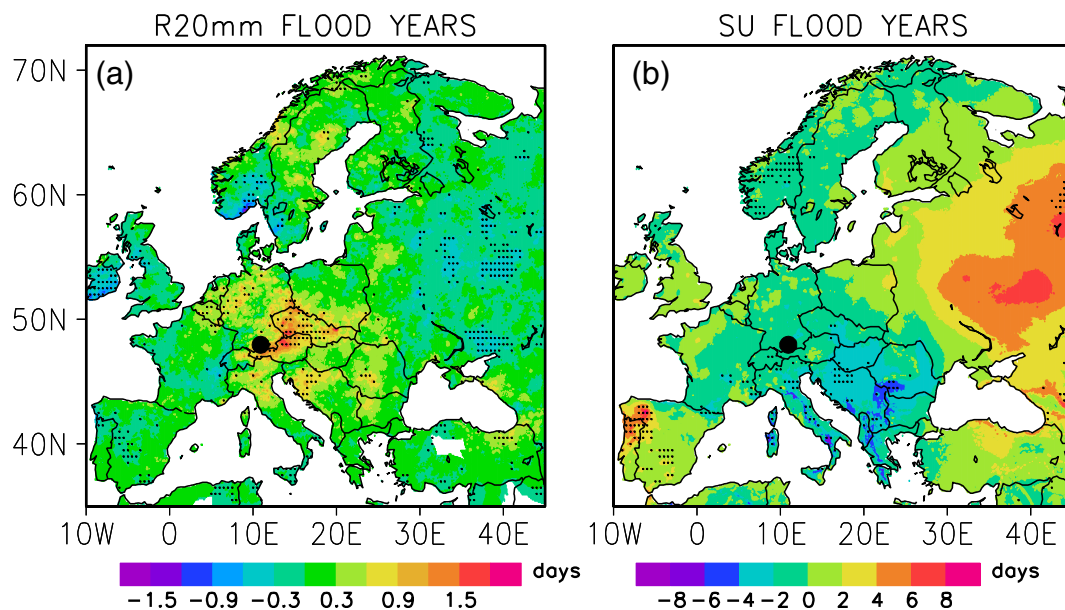 R20mm FLOOD YEARS
SU FLOOD YEARS
(a)
(b)
70N
60N
50N
40N
10W 0 10E 20E 30E 40E
10W 0 10E 20E 30E 40E
-1.5 -0.9 -0.3 0.3 0.9 1.5 days
-8 -6 -4 -2 0 2 4 6 8 days